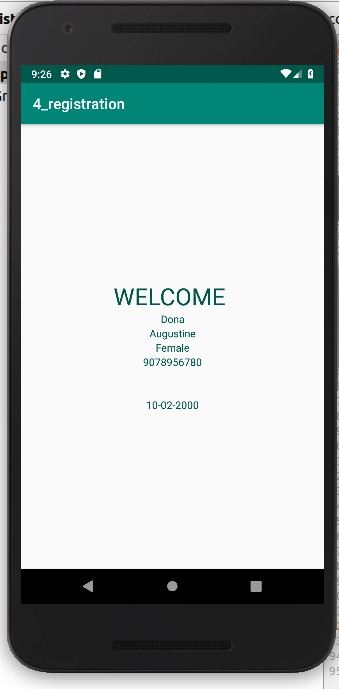 9:26
4_registration
WELCOME
Dona
Augustine
Female
9078956780
10-02-2000